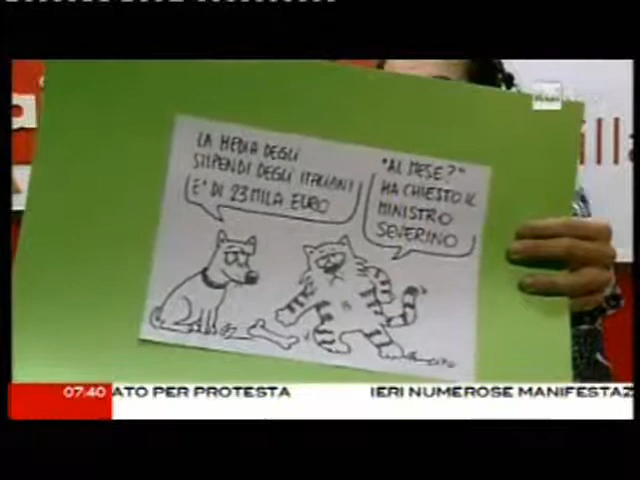 LA MEDIA DEGLI
STIPENDI DEGLI ITALIANI
E' DI 23 MILA EURO
"AL MESE?"
HA CHIESTO IL
MINISTRO
SEVERINO
07:40 ATO PER PROTESTA IERI NUMEROSE MANIFESTAZ